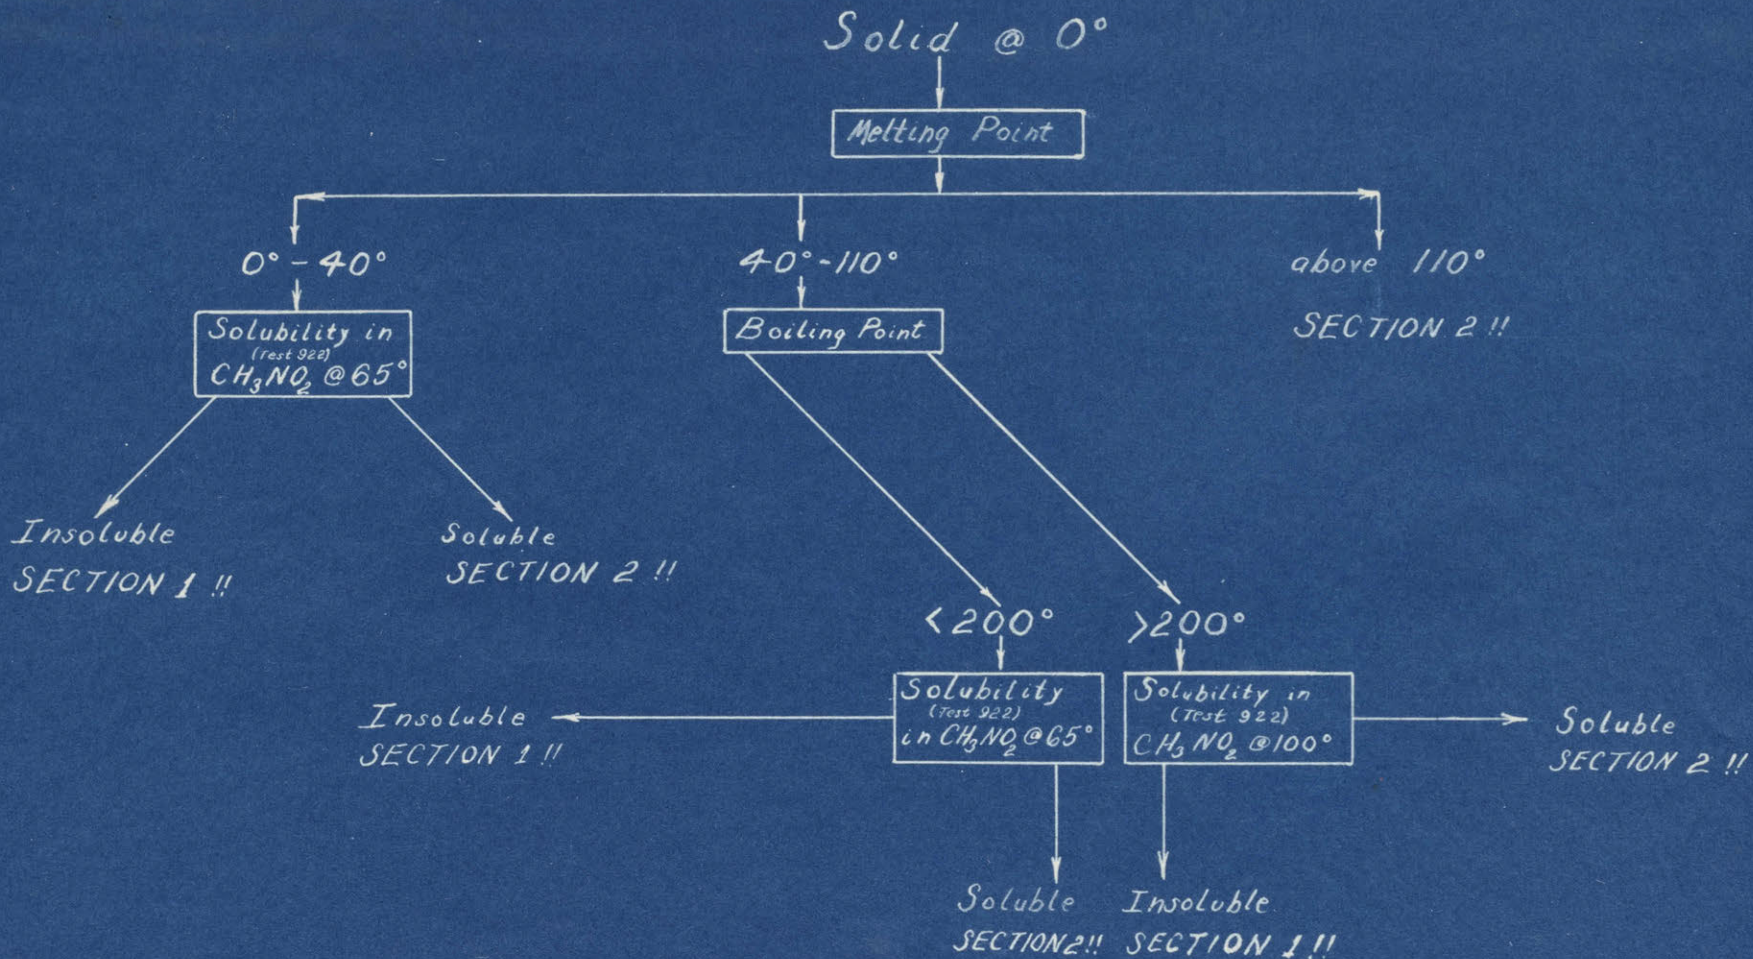 Solid @ 0°
Melting Point
0° - 40°
40° - 110°
above 110°
SECTION 2 !!
Solubility in
(Test 922)
CH₃NO₂ @ 65°
Boiling Point
Insoluble
SECTION 1 !!
Soluble
SECTION 2 !!
< 200°
> 200°
Solubility
(Test 922)
in CH₃NO₂ @ 65°
Solubility in
(Test 922)
CH₃NO₂ @ 100°
Insoluble
SECTION 1 !!
Soluble
SECTION 2 !!
Soluble
SECTION 2 !!
Insoluble
SECTION 1 !!